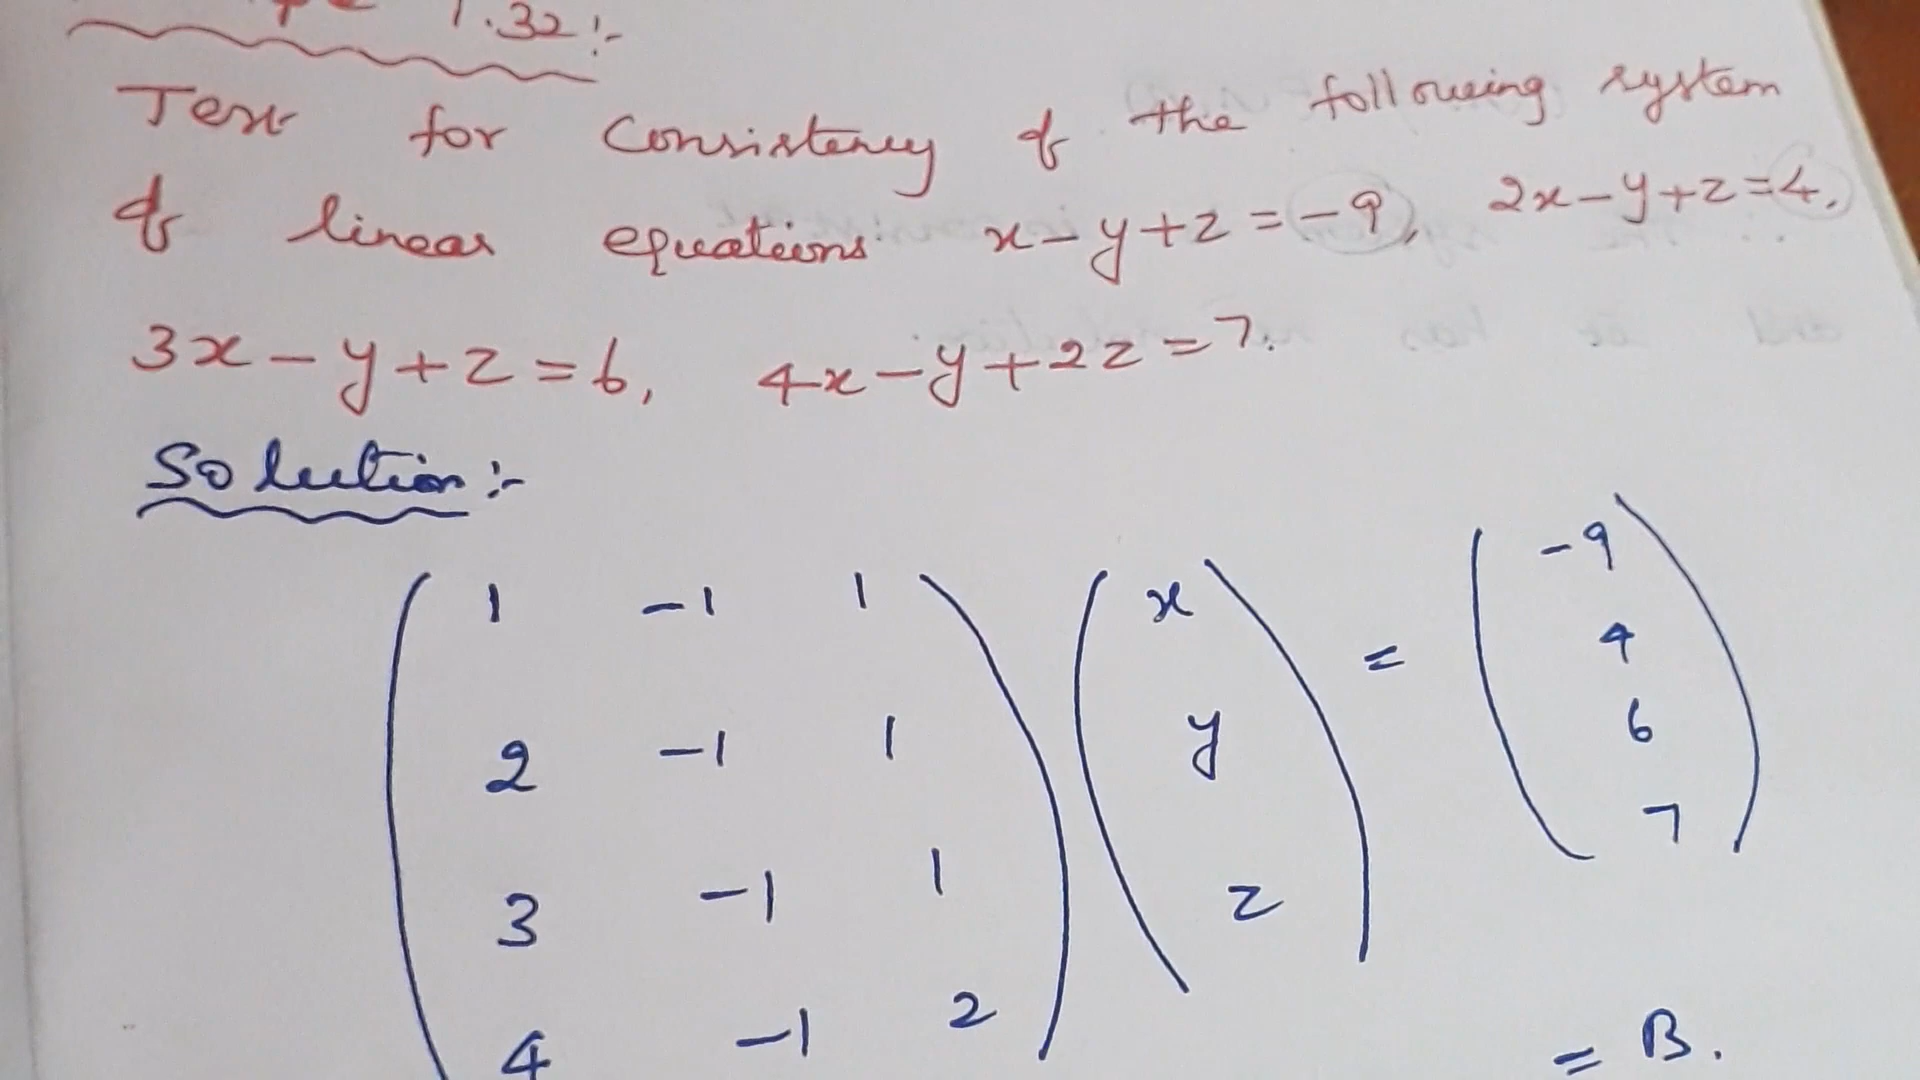 1.32:-
Test for Consistency of the following system
of linear equations x-y+z=-9, 2x-y+z=4,
3x-y+z=6, 4x-y+2z=7.
Solution:-
1 -1 1 x = -9
2 -1 1 y 4
3 -1 1 z 6
4 -1 2 7
= B.